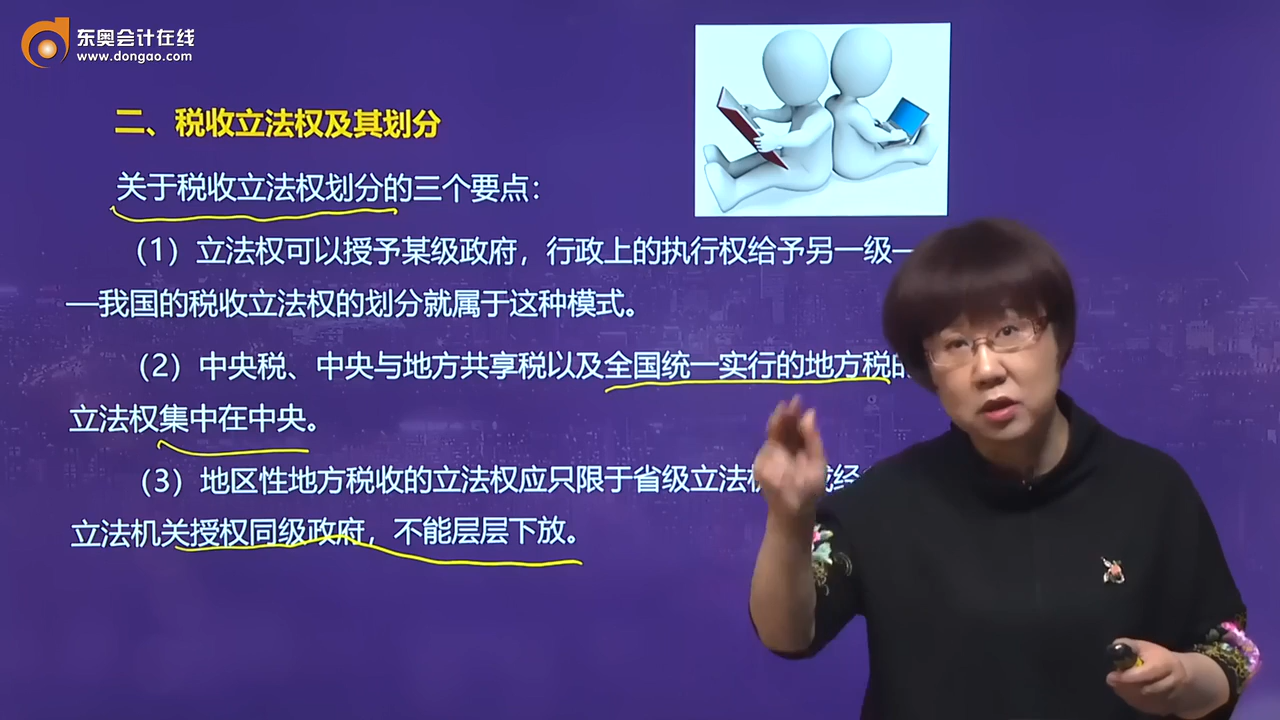 东奥会计在线
www.dongao.com
二、税收立法权及其划分
关于税收立法权划分的三个要点：
（1）立法权可以授予某级政府，行政上的执行权给予另一级—
—我国的税收立法权的划分就属于这种模式。
（2）中央税、中央与地方共享税以及全国统一实行的地方税的
立法权集中在中央。
（3）地区性地方税收的立法权应只限于省级立法机
立法机关授权同级政府，不能层层下放。